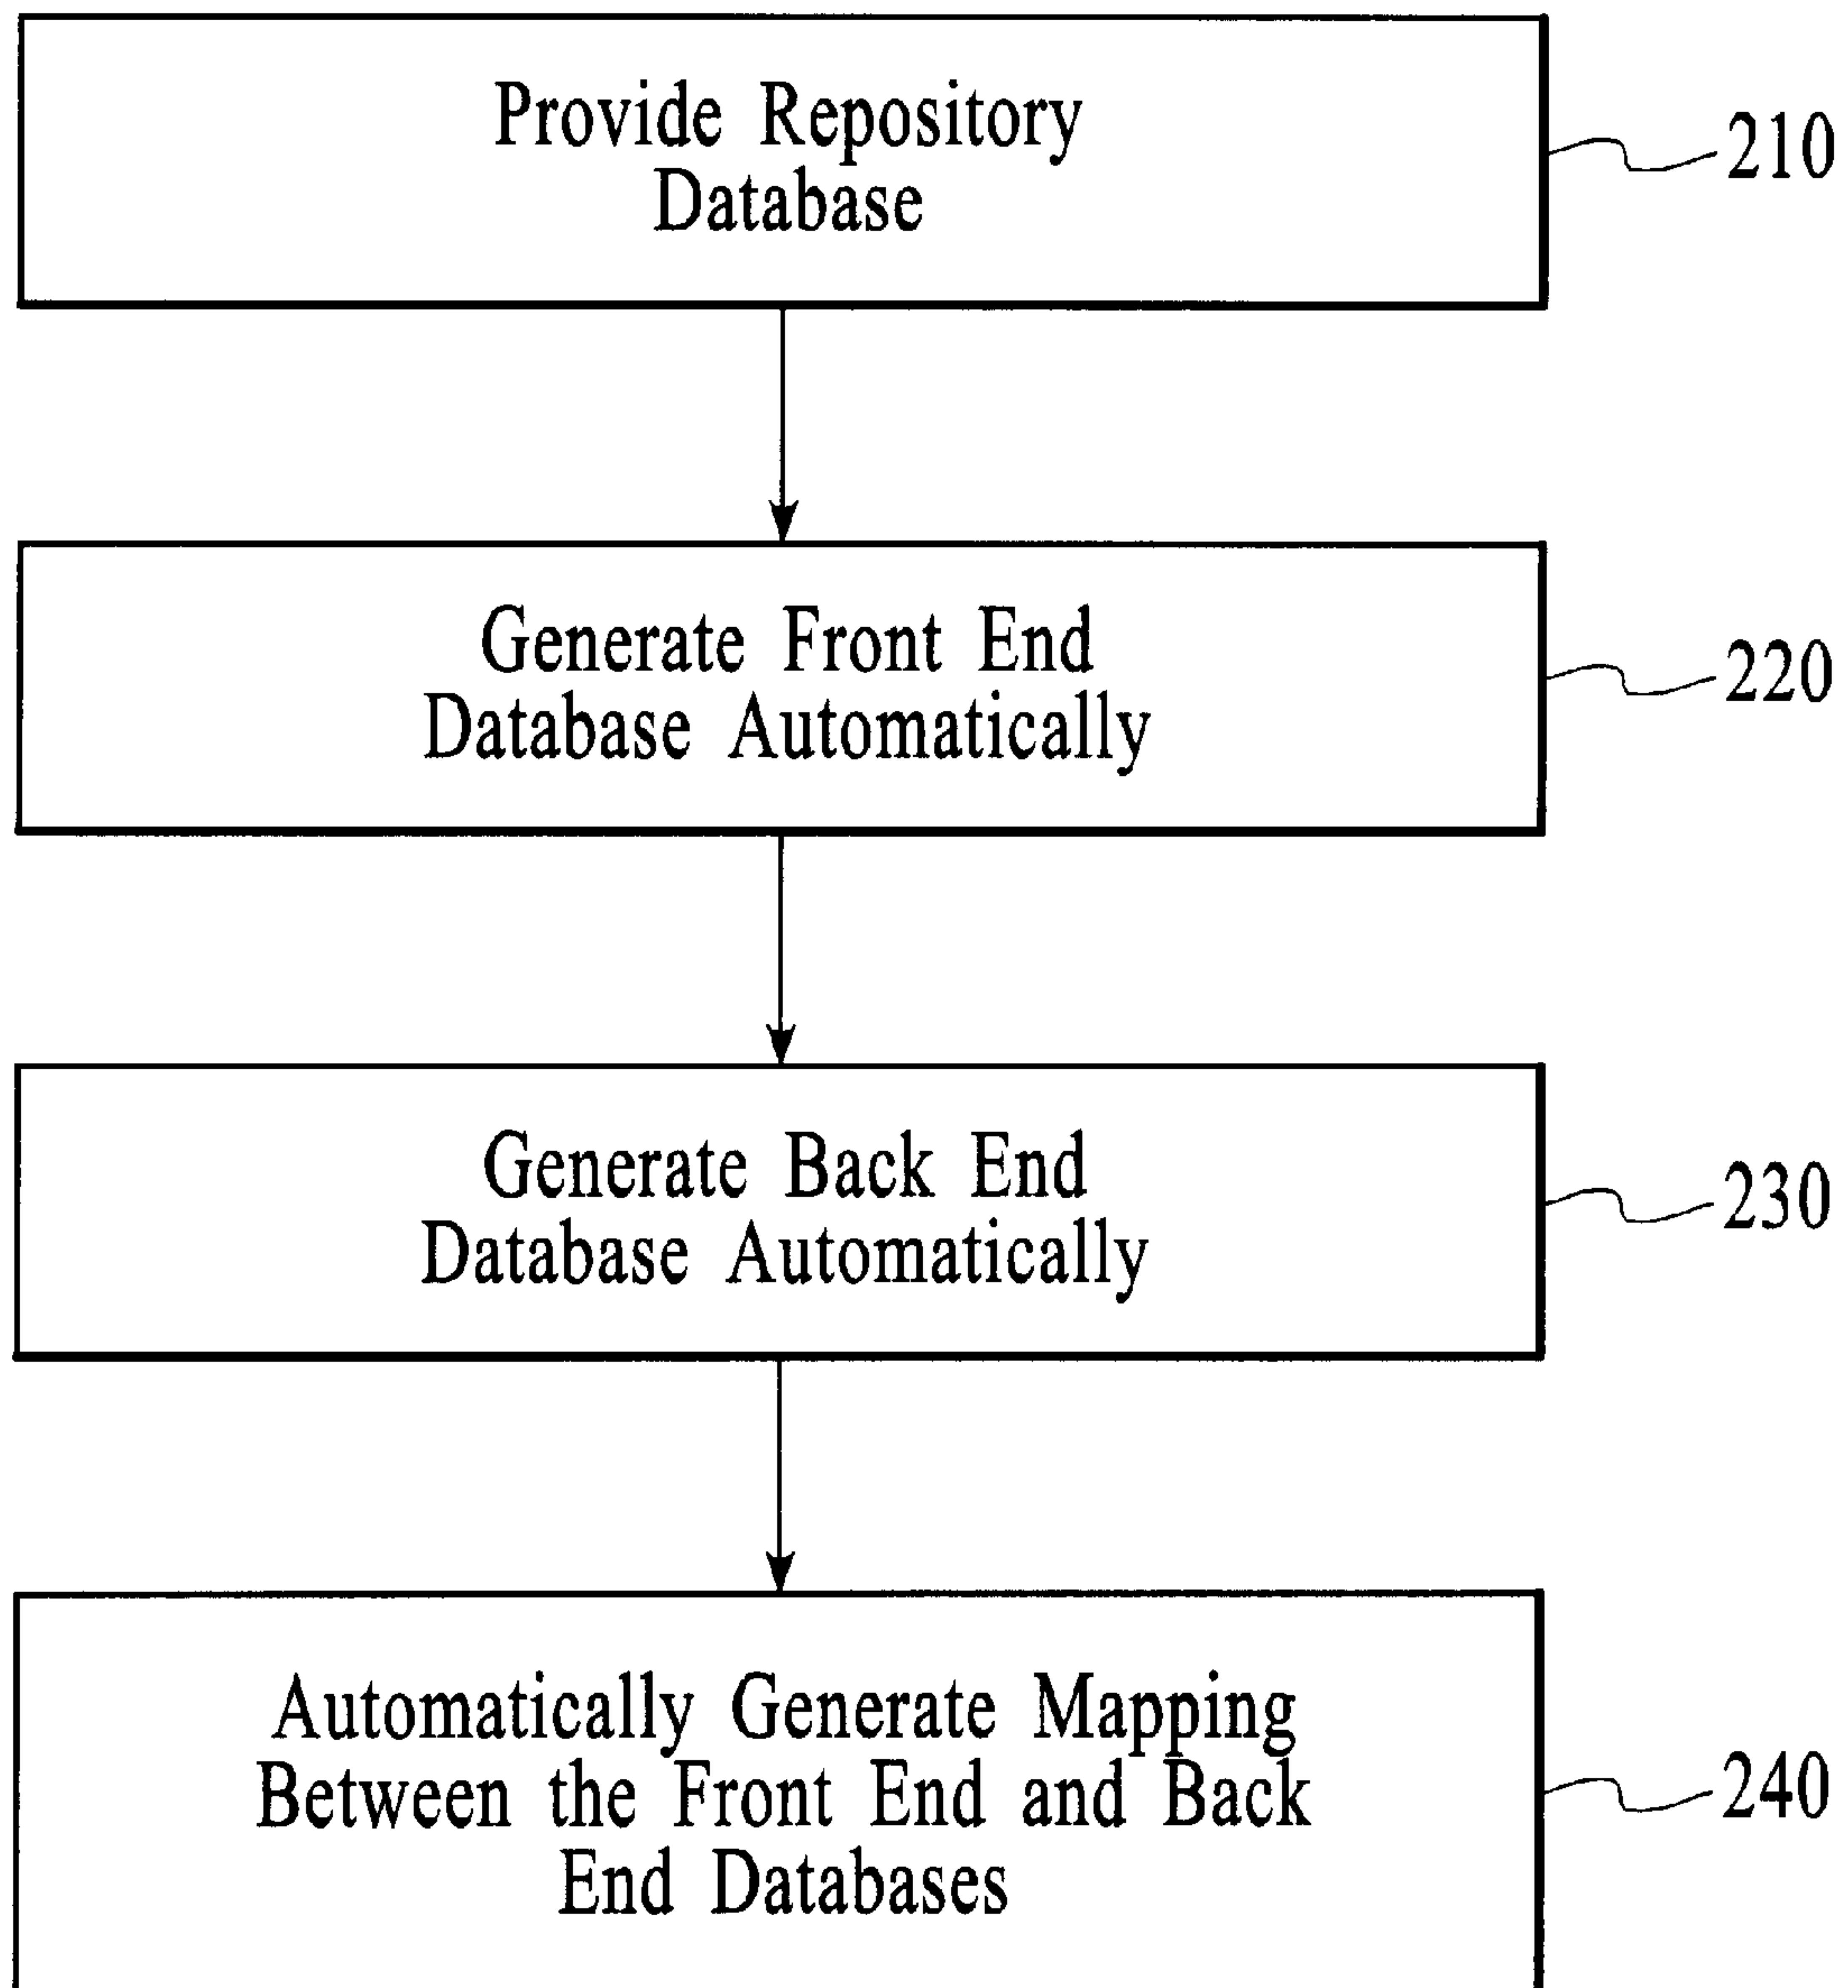 Provide Repository
Database
210
Generate Front End
Database Automatically
220
Generate Back End
Database Automatically
230
Automatically Generate Mapping
Between the Front End and Back
End Databases
240